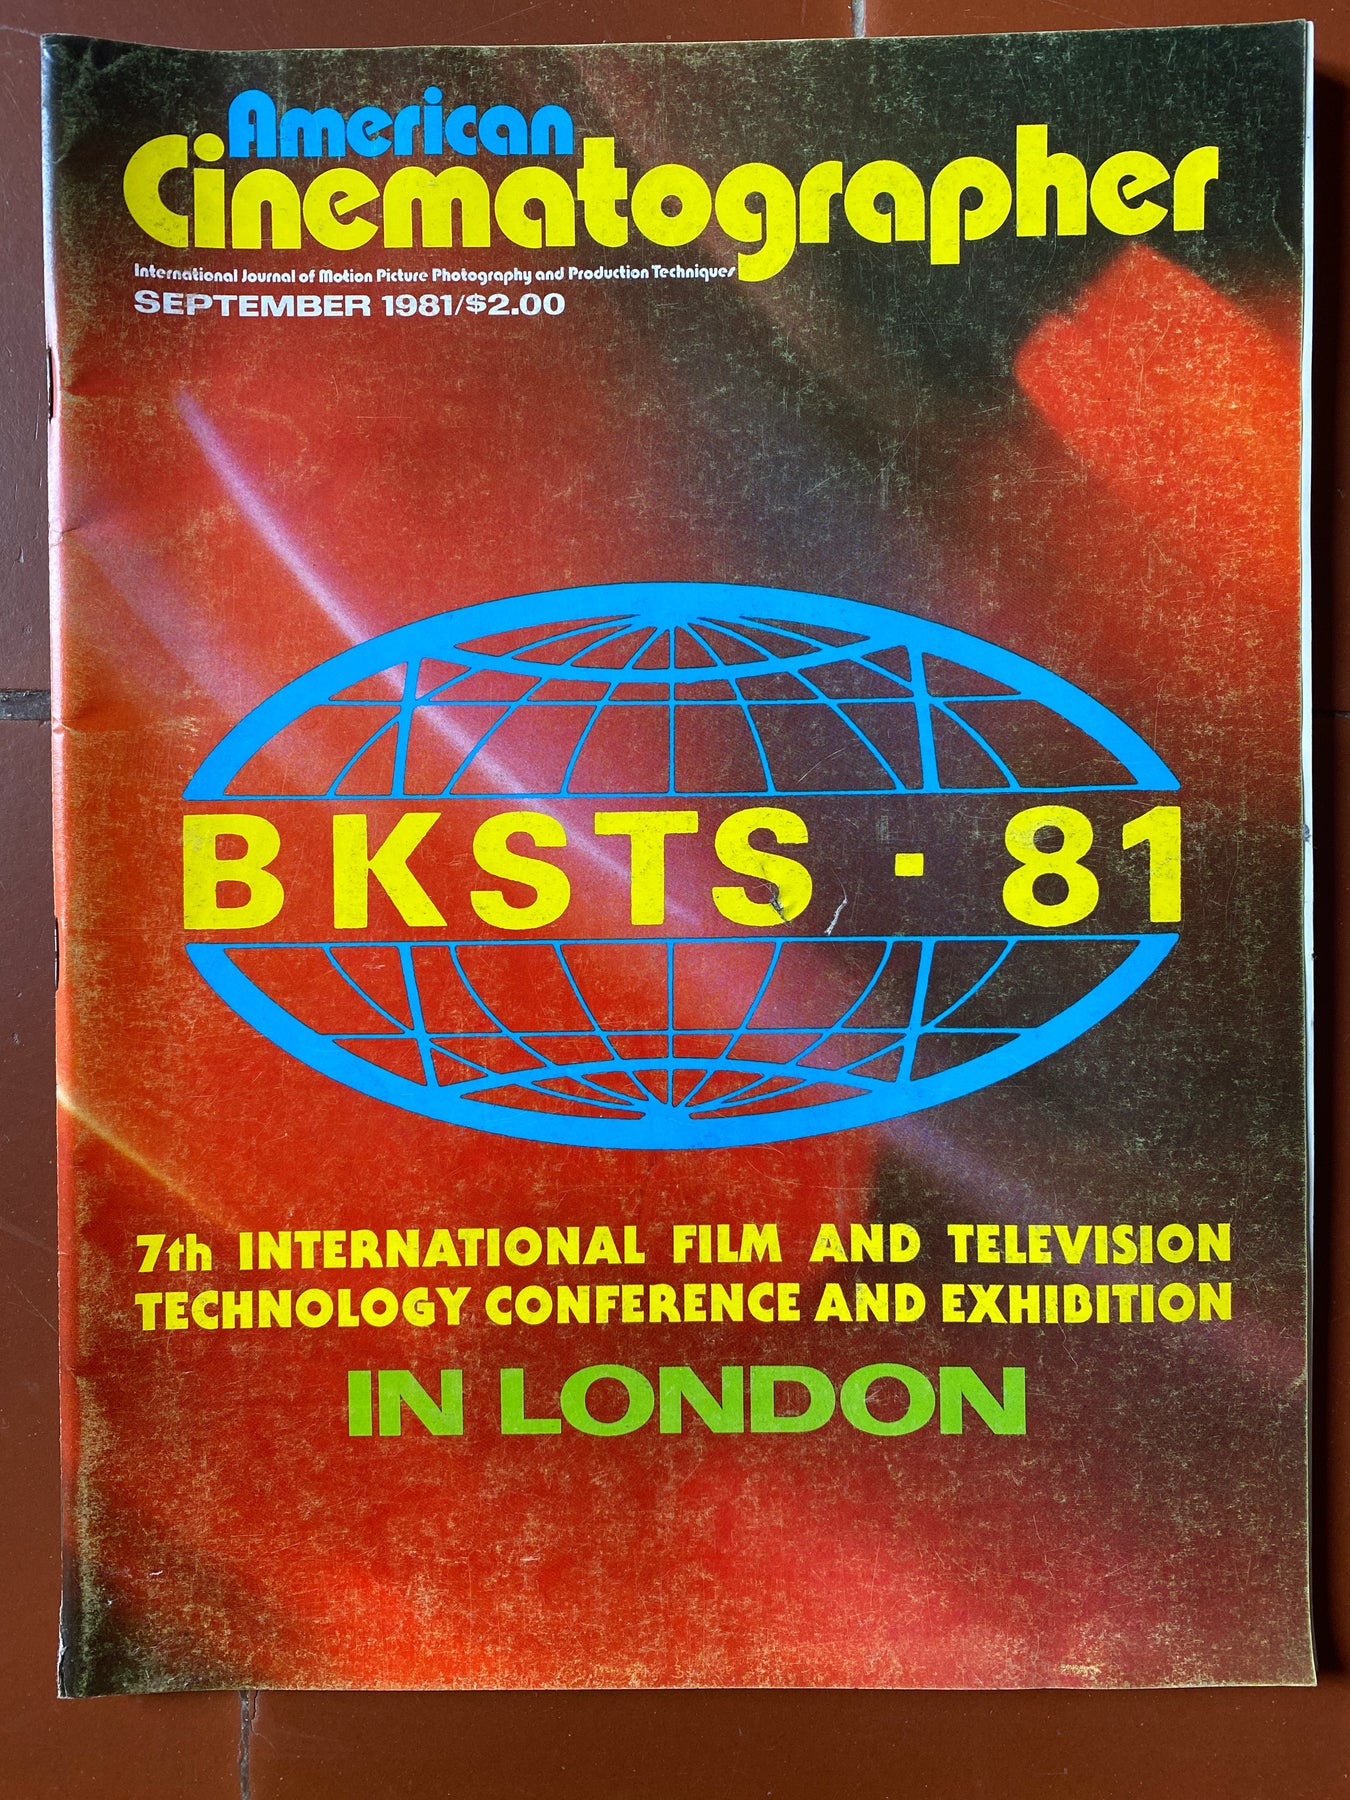 American
Cinematographer
International Journal of Motion Picture Photography and Production Techniques
SEPTEMBER 1981/$2.00
BKSTS · 81
7th INTERNATIONAL FILM AND TELEVISION
TECHNOLOGY CONFERENCE AND EXHIBITION
IN LONDON